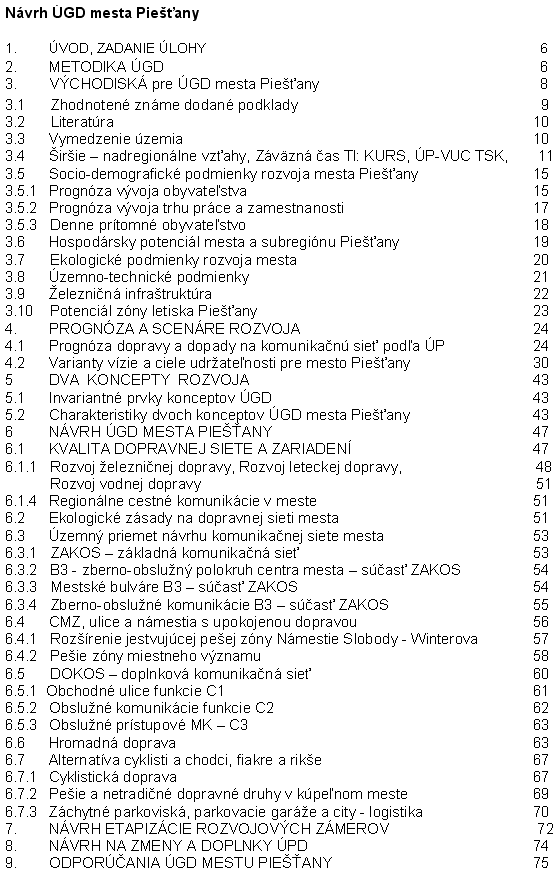 Návrh ÚGD mesta Piešťany
1. ÚVOD, ZADANIE ÚLOHY 6
2. METODIKA ÚGD 6
3. VÝCHODISKÁ pre ÚGD mesta Piešťany 8
3.1 Zhodnotené známe dodané podklady 9
3.2 Literatúra 10
3.3 Vymedzenie územia 10
3.4 Širšie – nadregionálne vzťahy, Záväzná čas TI: KURS, ÚP-VUC TSK, 11
3.5 Socio-demografické podmienky rozvoja mesta Piešťany 15
3.5.1 Prognóza vývoja obyvateľstva 15
3.5.2 Prognóza vývoja trhu práce a zamestnanosti 17
3.5.3 Denne prítomné obyvateľstvo 18
3.6 Hospodársky potenciál mesta a subregiónu Piešťany 19
3.7 Ekologické podmienky rozvoja mesta 20
3.8 Územno-technické podmienky 21
3.9 Železničná infraštruktúra 22
3.10 Potenciál zóny letiska Piešťany 23
4. PROGNÓZA A SCENÁRE ROZVOJA 24
4.1 Prognóza dopravy a dopady na komunikačnú sieť podľa ÚP 24
4.2 Varianty vízie a ciele udržateľnosti pre mesto Piešťany 30
5 DVA KONCEPTY ROZVOJA 43
5.1 Invariantné prvky konceptov ÚGD 43
5.2 Charakteristiky dvoch konceptov ÚGD mesta Piešťany 43
6 NÁVRH ÚGD MESTA PIEŠŤANY 47
6.1 KVALITA DOPRAVNEJ SIETE A ZARIADENÍ 47
6.1.1 Rozvoj železničnej dopravy, Rozvoj leteckej dopravy, 48
Rozvoj vodnej dopravy 51
6.1.4 Regionálne cestné komunikácie v meste 51
6.2 Ekologické zásady na dopravnej sieti mesta 51
6.3 Územný priemet návrhu komunikačnej siete mesta 53
6.3.1 ZAKOS – základná komunikačná sieť 53
6.3.2 B3 - zberno-obslužný polokruh centra mesta – súčasť ZAKOS 54
6.3.3 Mestské bulváre B3 – súčasť ZAKOS 54
6.3.4 Zberno-obslužné komunikácie B3 – súčasť ZAKOS 55
6.4 CMZ, ulice a námestia s upokojenou dopravou 56
6.4.1 Rozšírenie jestvujúcej pešej zóny Námestie Slobody - Winterova 57
6.4.2 Pešie zóny miestneho významu 58
6.5 DOKOS – doplnková komunikačná sieť 60
6.5.1 Obchodné ulice funkcie C1 61
6.5.2 Obslužné komunikácie funkcie C2 62
6.5.3 Obslužné prístupové MK – C3 63
6.6 Hromadná doprava 63
6.7 Alternatíva cyklisti a chodci, fiakre a rikše 67
6.7.1 Cyklistická doprava 67
6.7.2 Pešie a netradičné dopravné druhy v kúpeľnom meste 69
6.7.3 Záchytné parkoviská, parkovacie garáže a city - logistika 70
7. NÁVRH ETAPIZÁCIE ROZVOJOVÝCH ZÁMEROV 72
8. NÁVRH NA ZMENY A DOPLNKY ÚPD 74
9. ODPORÚČANIA ÚGD MESTU PIEŠŤANY 75